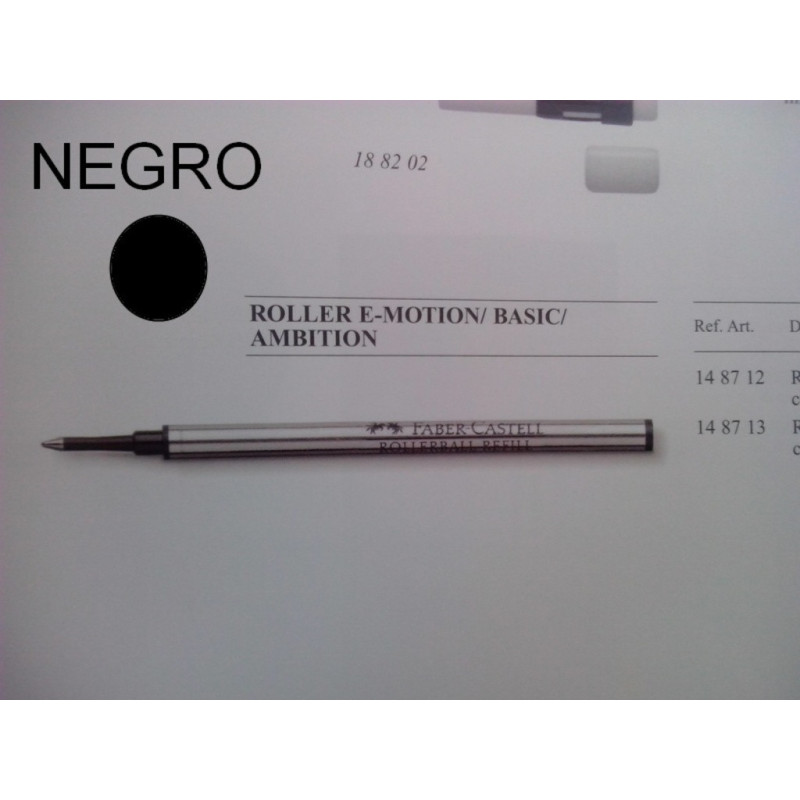 NEGRO
18 82 02
ROLLER E-MOTION/ BASIC/
AMBITION
Ref. Art.
14 87 12
14 87 13
FABER-CASTELL
ROLLERBALL REFILL